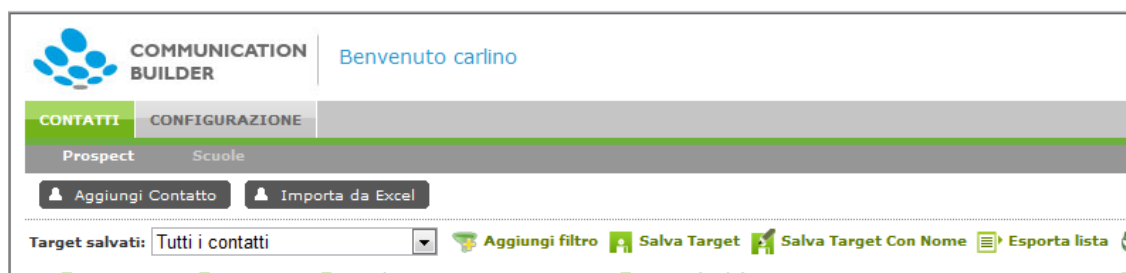 COMMUNICATION
BUILDER
Benvenuto carlino
CONTATTI CONFIGURAZIONE
Prospect Scuole
Aggiungi Contatto Importa da Excel
Target salvati: Tutti i contatti Aggiungi filtro Salva Target Salva Target Con Nome Esporta lista